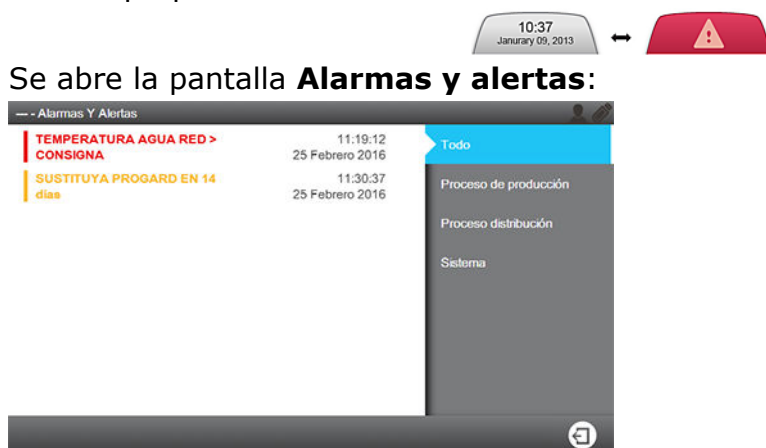 10:37
Janurary 09, 2013
Se abre la pantalla Alarmas y alertas:
--- - Alarmas Y Alertas
TEMPERATURA AGUA RED >
CONSIGNA
11:19:12
25 Febrero 2016
SUSTITUYA PROGARD EN 14
días
11:30:37
25 Febrero 2016
Todo
Proceso de producción
Proceso distribución
Sistema